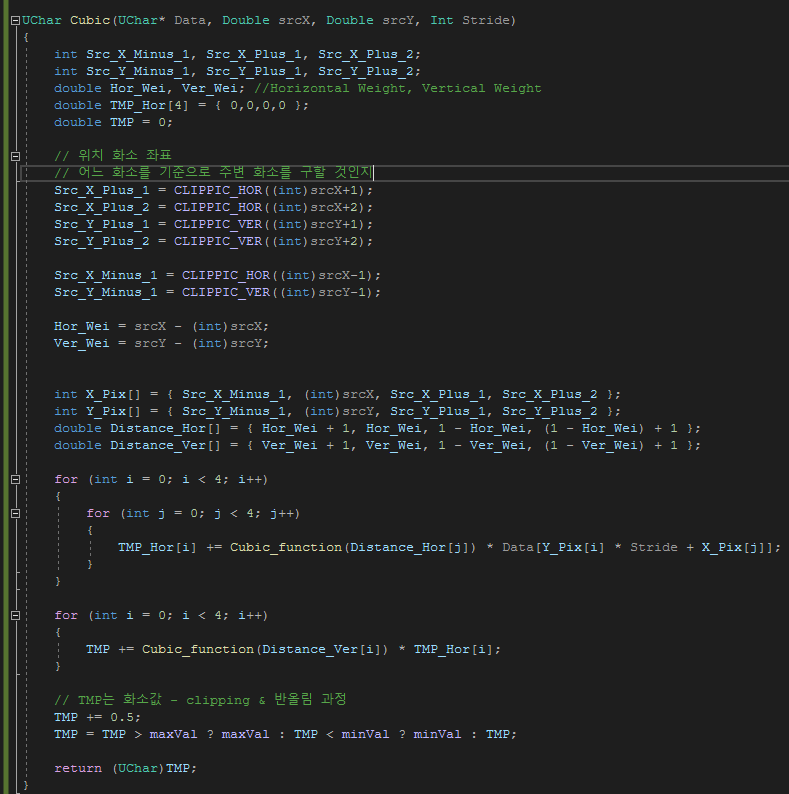 UChar Cubic(UChar* Data, Double srcX, Double srcY, Int Stride)
{
int Src_X_Minus_1, Src_X_Plus_1, Src_X_Plus_2;
int Src_Y_Minus_1, Src_Y_Plus_1, Src_Y_Plus_2;
double Hor_Wei, Ver_Wei; //Horizontal Weight, Vertical Weight
double TMP_Hor[4] = { 0,0,0,0 };
double TMP = 0;
// 위치 화소 좌표
// 어느 화소를 기준으로 주변 화소를 구할 것인지
Src_X_Plus_1 = CLIPPIC_HOR((int)srcX+1);
Src_X_Plus_2 = CLIPPIC_HOR((int)srcX+2);
Src_Y_Plus_1 = CLIPPIC_VER((int)srcY+1);
Src_Y_Plus_2 = CLIPPIC_VER((int)srcY+2);
Src_X_Minus_1 = CLIPPIC_HOR((int)srcX-1);
Src_Y_Minus_1 = CLIPPIC_VER((int)srcY-1);
Hor_Wei = srcX - (int)srcX;
Ver_Wei = srcY - (int)srcY;
int X_Pix[] = { Src_X_Minus_1, (int)srcX, Src_X_Plus_1, Src_X_Plus_2 };
int Y_Pix[] = { Src_Y_Minus_1, (int)srcY, Src_Y_Plus_1, Src_Y_Plus_2 };
double Distance_Hor[] = { Hor_Wei + 1, Hor_Wei, 1 - Hor_Wei, (1 - Hor_Wei) + 1 };
double Distance_Ver[] = { Ver_Wei + 1, Ver_Wei, 1 - Ver_Wei, (1 - Ver_Wei) + 1 };
for (int i = 0; i < 4; i++)
{
for (int j = 0; j < 4; j++)
{
TMP_Hor[i] += Cubic_function(Distance_Hor[j]) * Data[Y_Pix[i] * Stride + X_Pix[j]];
}
}
for (int i = 0; i < 4; i++)
{
TMP += Cubic_function(Distance_Ver[i]) * TMP_Hor[i];
}
// TMP는 화소값 - clipping & 반올림 과정
TMP += 0.5;
TMP = TMP > maxVal ? maxVal : TMP < minVal ? minVal : TMP;
return (UChar)TMP;
}